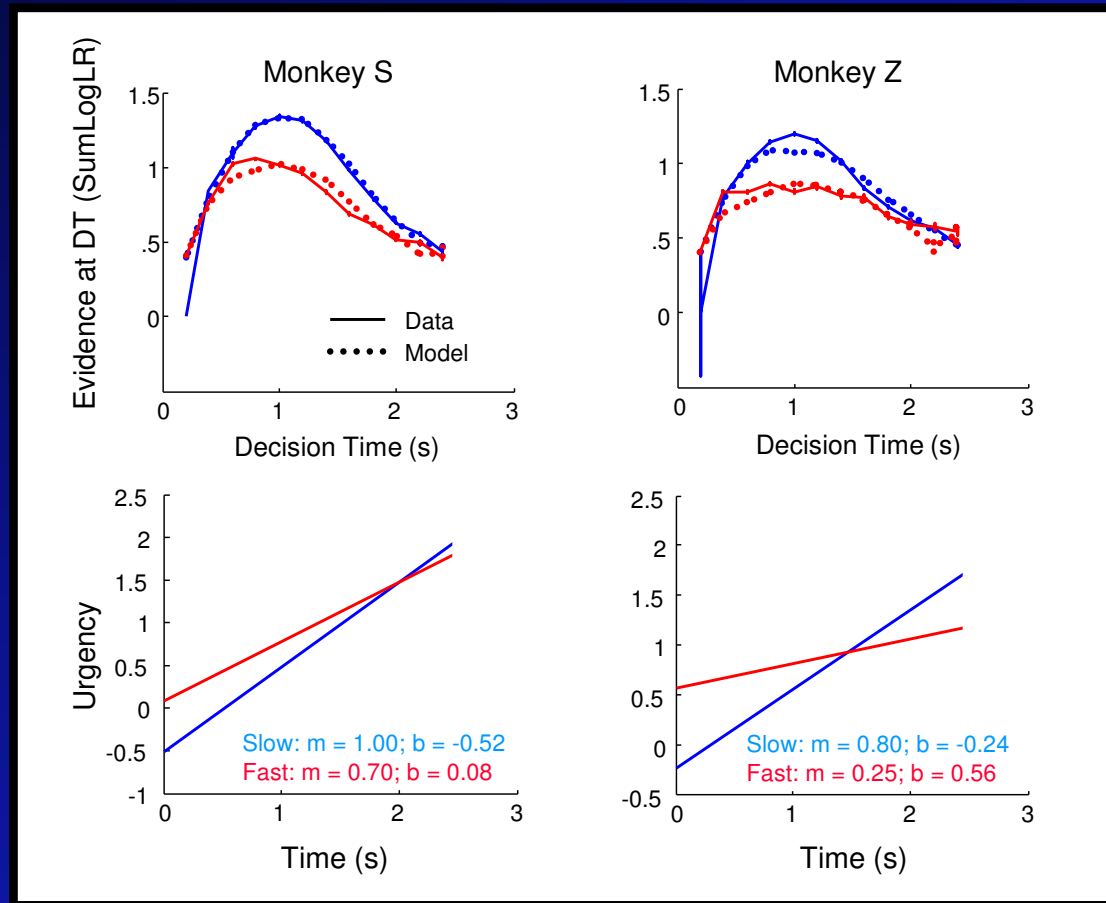 Monkey S
Monkey Z
Evidence at DT (SumLogLR)
1.5
1
.5
0
Data
Model
0
1
2
3
Decision Time (s)
1.5
1
.5
0
0
1
2
3
Decision Time (s)
Urgency
2.5
2
1.5
1
0.5
0
-0.5
-1
Slow: m = 1.00; b = -0.52
Fast: m = 0.70; b = 0.08
0
1
2
3
Time (s)
2.5
2
1.5
1
0.5
0
-0.5
Slow: m = 0.80; b = -0.24
Fast: m = 0.25; b = 0.56
0
1
2
3
Time (s)